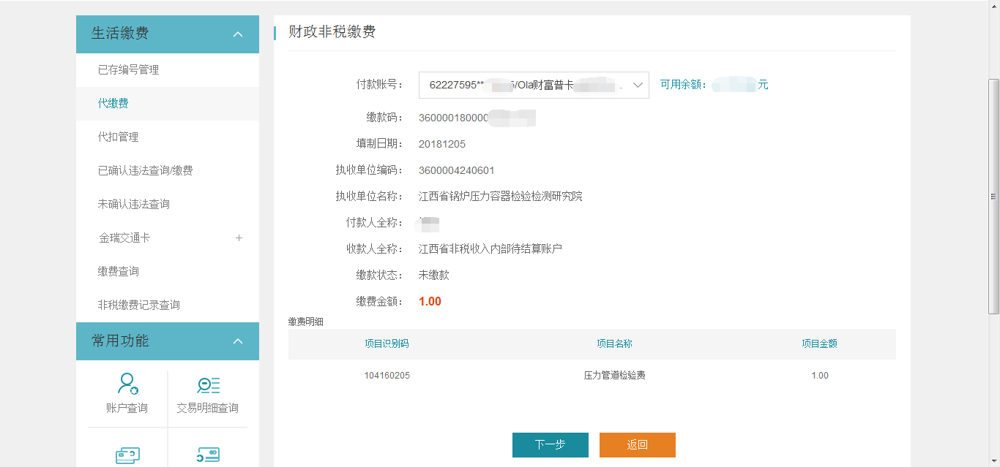 生活缴费
已存编号管理
代缴费
代扣管理
已确认违法查询/缴费
未确认违法查询
金瑞交通卡 +
缴费查询
非税缴费记录查询
常用功能
账户查询 交易明细查询
财政非税缴费
付款账号： 62227595** 5/Ola财富普卡 . 可用余额： 元
缴款码： 360000180000
填制日期： 20181205
执收单位编码： 3600004240601
执收单位名称： 江西省锅炉压力容器检验检测研究院
付款人全称：
收款人全称： 江西省非税收入内部待结算账户
缴款状态： 未缴款
缴费金额： 1.00
缴费明细
项目识别码 项目名称 项目金额
104160205 压力管道检验费 1.00
下一步 返回